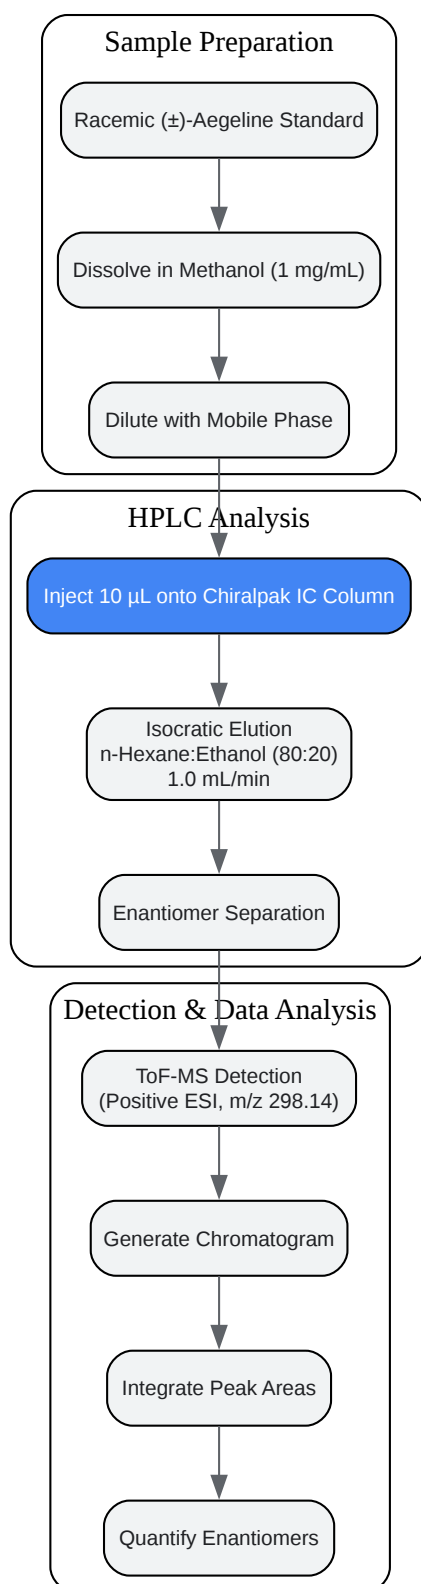 Sample Preparation
Racemic (±)-Aegeline Standard
Dissolve in Methanol (1 mg/mL)
Dilute with Mobile Phase
HPLC Analysis
Inject 10 µL onto Chiralpak IC Column
Isocratic Elution
n-Hexane:Ethanol (80:20)
1.0 mL/min
Enantiomer Separation
Detection & Data Analysis
ToF-MS Detection
(Positive ESI, m/z 298.14)
Generate Chromatogram
Integrate Peak Areas
Quantify Enantiomers